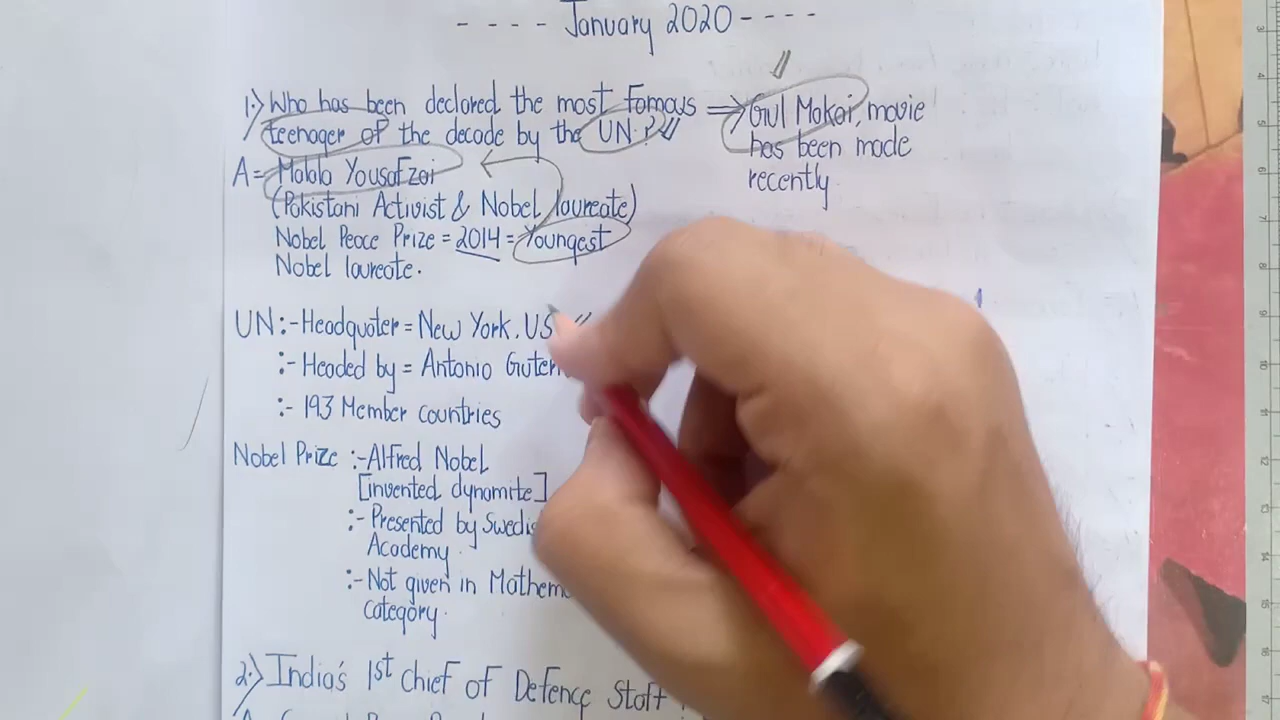 ---- January 2020 ----
1.) Who has been declared the most famous
teenager of the decade by the UN.?
=> Gul Makai, movie
has been made
recently.
A= Malala Yousafzai
(Pakistani Activist & Nobel laureate)
Nobel Peace Prize = 2014 = Youngest
Nobel laureate.
UN:- Headquater = New York, US
:- Headed by = Antonio
:- 193 Member countries
Nobel Prize :- Alfred Nobel
[invented dynamite]
:- Presented by
Academy.
:- Not given in
category.
2.) India's 1st Chief of Defence Staff